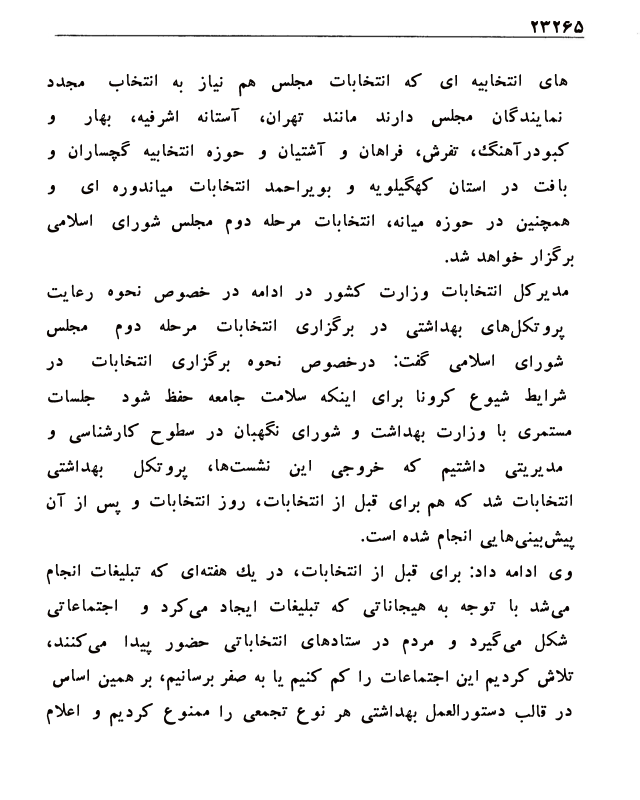 ۲۳۲۶۵
های انتخابیه ای که انتخابات مجلس هم نیاز به انتخاب مجدد
نمایندگان مجلس دارند مانند تهران، آستانه اشرفیه، بهار و
کبودرآهنگ، تفرش، فراهان و آشتیان و حوزه انتخابیه گچساران و
بافت در استان کهگیلویه و بویراحمد انتخابات میاندوره ای و
همچنین در حوزه میانه، انتخابات مرحله دوم مجلس شورای اسلامی
برگزار خواهد شد.
مدیرکل انتخابات وزارت کشور در ادامه در خصوص نحوه رعایت
پروتکل‌های بهداشتی در برگزاری انتخابات مرحله دوم مجلس
شورای اسلامی گفت: درخصوص نحوه برگزاری انتخابات در
شرایط شیوع کرونا برای اینکه سلامت جامعه حفظ شود جلسات
مستمری با وزارت بهداشت و شورای نگهبان در سطوح کارشناسی و
مدیریتی داشتیم که خروجی این نشست‌ها، پروتکل بهداشتی
انتخابات شد که هم برای قبل از انتخابات، روز انتخابات و پس از آن
پیش‌بینی‌هایی انجام شده است.
وی ادامه داد: برای قبل از انتخابات، در یك هفته‌ای که تبلیغات انجام
می‌شد با توجه به هیجاناتی که تبلیغات ایجاد می‌کرد و اجتماعاتی
شکل می‌گیرد و مردم در ستادهای انتخاباتی حضور پیدا می‌کنند،
تلاش کردیم این اجتماعات را کم کنیم یا به صفر برسانیم، بر همین اساس
در قالب دستورالعمل بهداشتی هر نوع تجمعی را ممنوع کردیم و اعلام